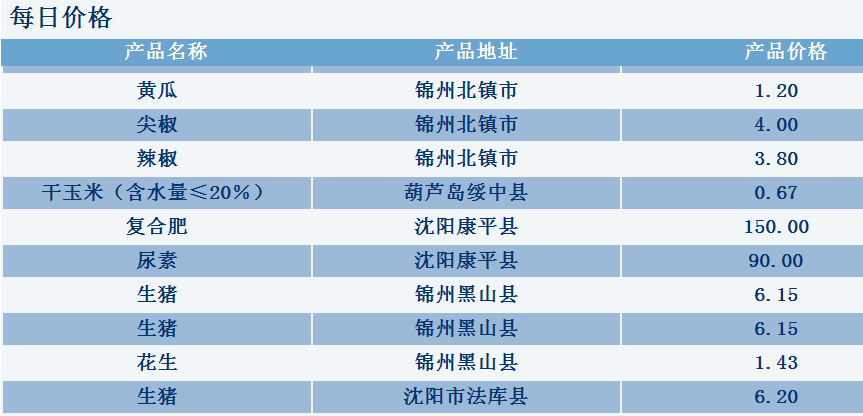 每日价格
产品名称 产品地址 产品价格
黄瓜 锦州北镇市 1.20
尖椒 锦州北镇市 4.00
辣椒 锦州北镇市 3.80
干玉米（含水量≤20%） 葫芦岛绥中县 0.67
复合肥 沈阳康平县 150.00
尿素 沈阳康平县 90.00
生猪 锦州黑山县 6.15
生猪 锦州黑山县 6.15
花生 锦州黑山县 1.43
生猪 沈阳市法库县 6.20